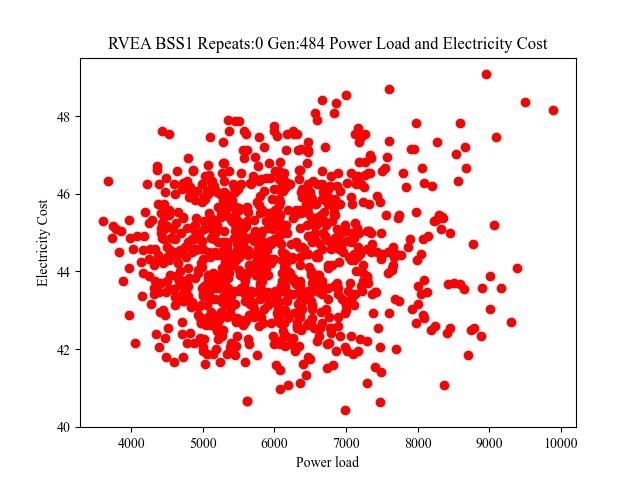 RVEA BSS1 Repeats:0 Gen:484 Power Load and Electricity Cost
Electricity Cost
48
46
44
42
40
4000 5000 6000 7000 8000 9000 10000
Power load